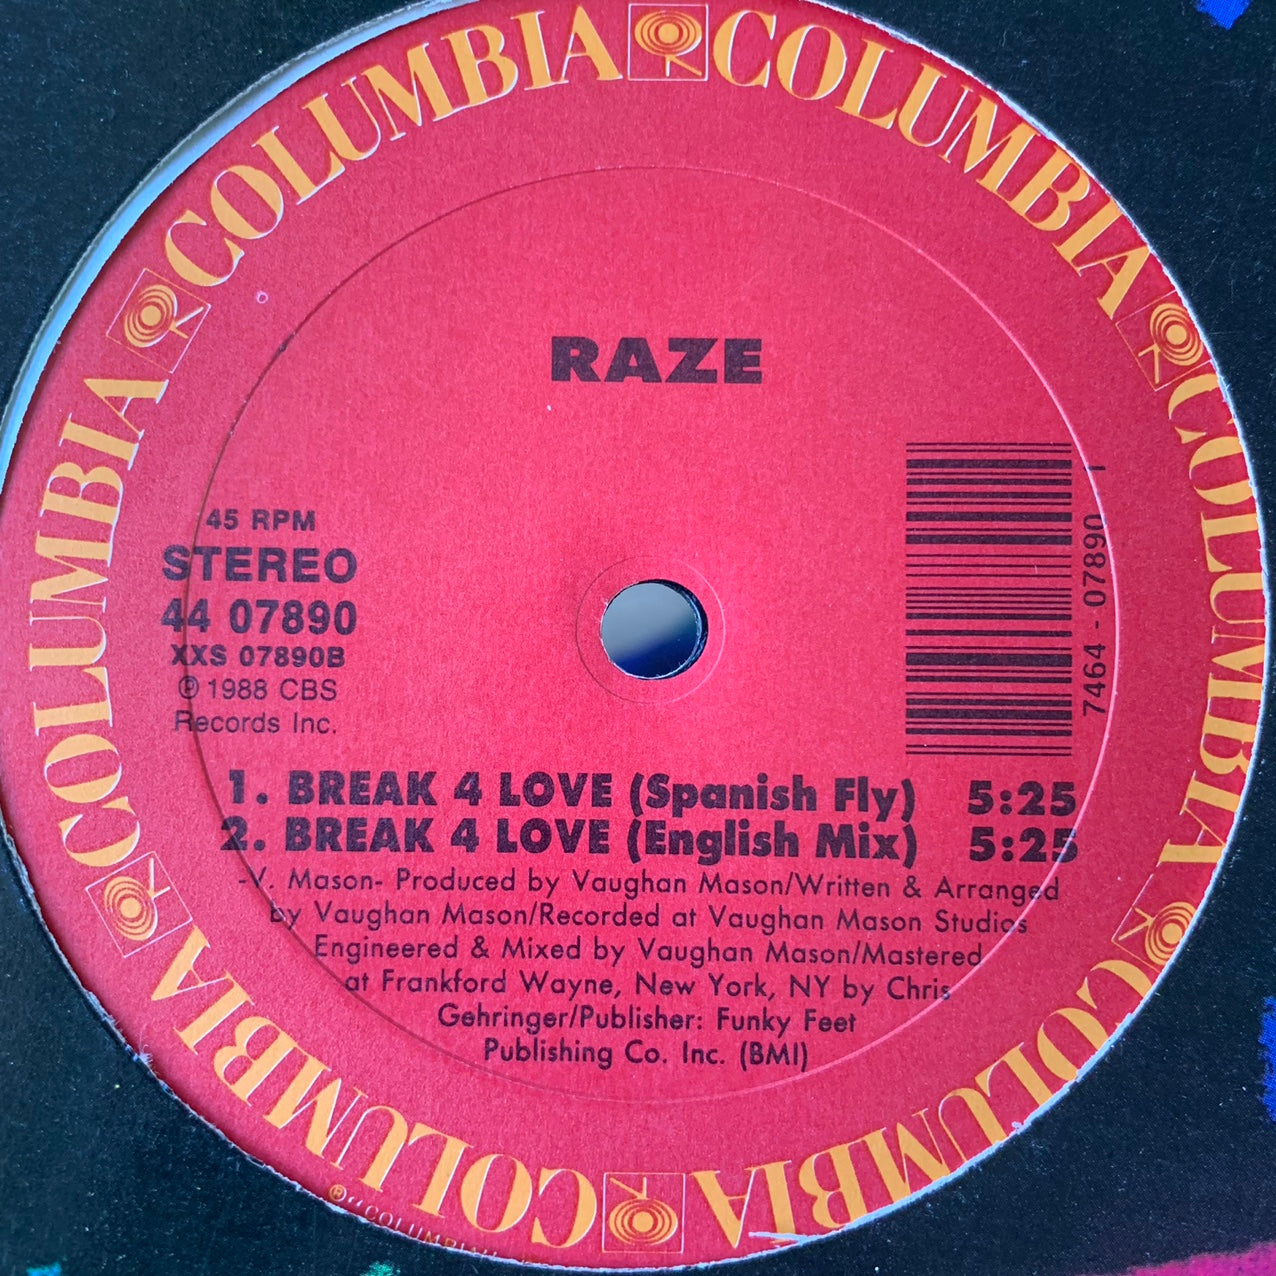 COLUMBIA COLUMBIA COLUMBIA COLUMBIA COLUMBIA COLUMBIA COLUMBIA COLUMBIA
RAZE
45 RPM
STEREO
44 07890
XXS 07890B
℗ 1988 CBS
Records Inc.
7464 - 07890 1
1. BREAK 4 LOVE (Spanish Fly) 5:25
2. BREAK 4 LOVE (English Mix) 5:25
-V. Mason- Produced by Vaughan Mason/Written & Arranged
by Vaughan Mason/Recorded at Vaughan Mason Studios
Engineered & Mixed by Vaughan Mason/Mastered
at Frankford Wayne, New York, NY by Chris
Gehringer/Publisher: Funky Feet
Publishing Co. Inc. (BMI)
® "COLUMBIA"